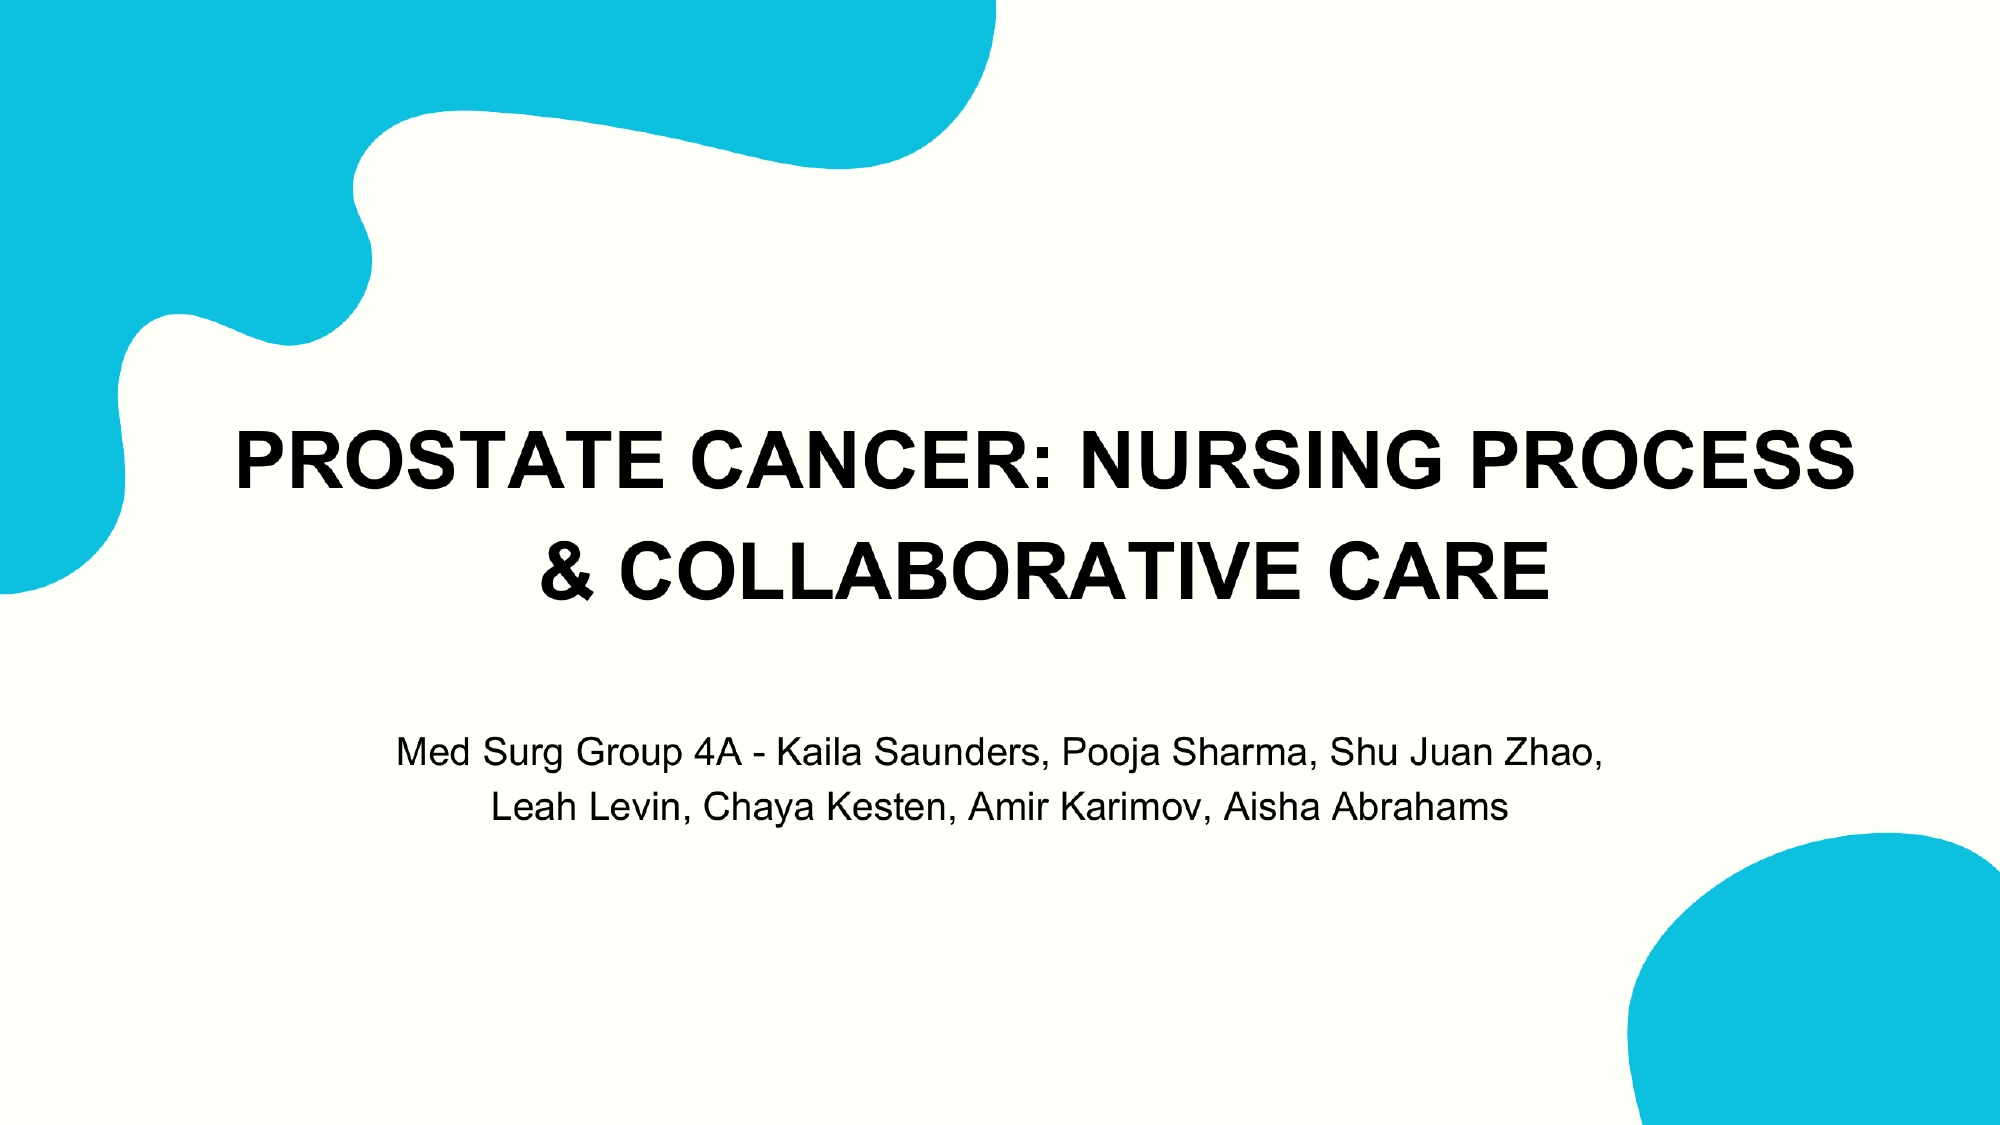 PROSTATE CANCER: NURSING PROCESS
& COLLABORATIVE CARE
Med Surg Group 4A - Kaila Saunders, Pooja Sharma, Shu Juan Zhao,
Leah Levin, Chaya Kesten, Amir Karimov, Aisha Abrahams